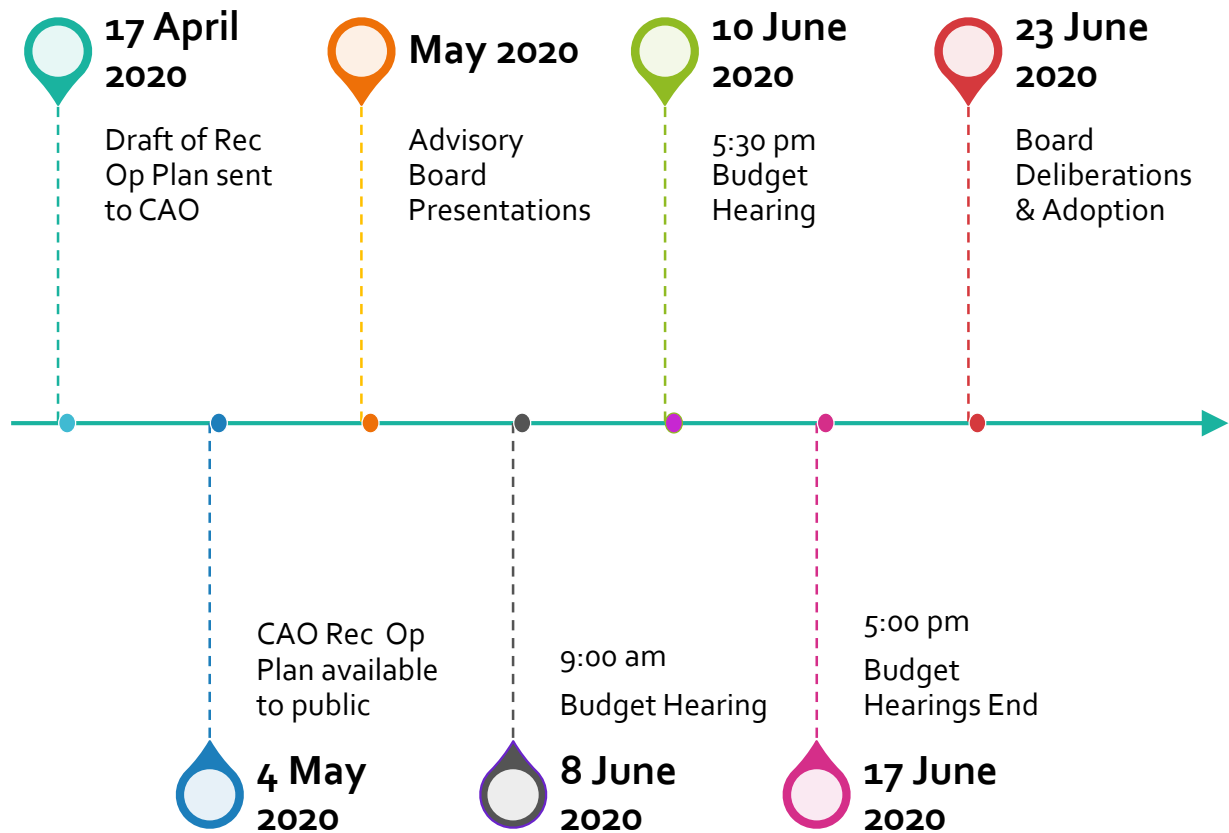 17 April
2020
Draft of Rec
Op Plan sent
to CAO
May 2020
Advisory
Board
Presentations
10 June
2020
5:30 pm
Budget
Hearing
23 June
2020
Board
Deliberations
& Adoption
CAO Rec Op
Plan available
to public
4 May
2020
9:00 am
Budget Hearing
8 June
2020
5:00 pm
Budget
Hearings End
17 June
2020